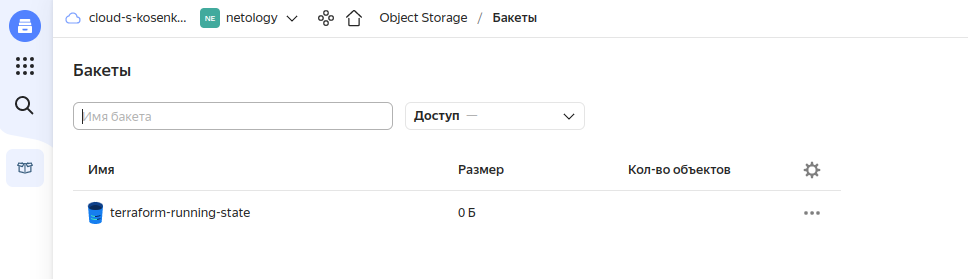 cloud-s-kosenk... NE netology Object Storage / Бакеты
Бакеты
Имя бакета Доступ —
Имя Размер Кол-во объектов
terraform-running-state 0 Б